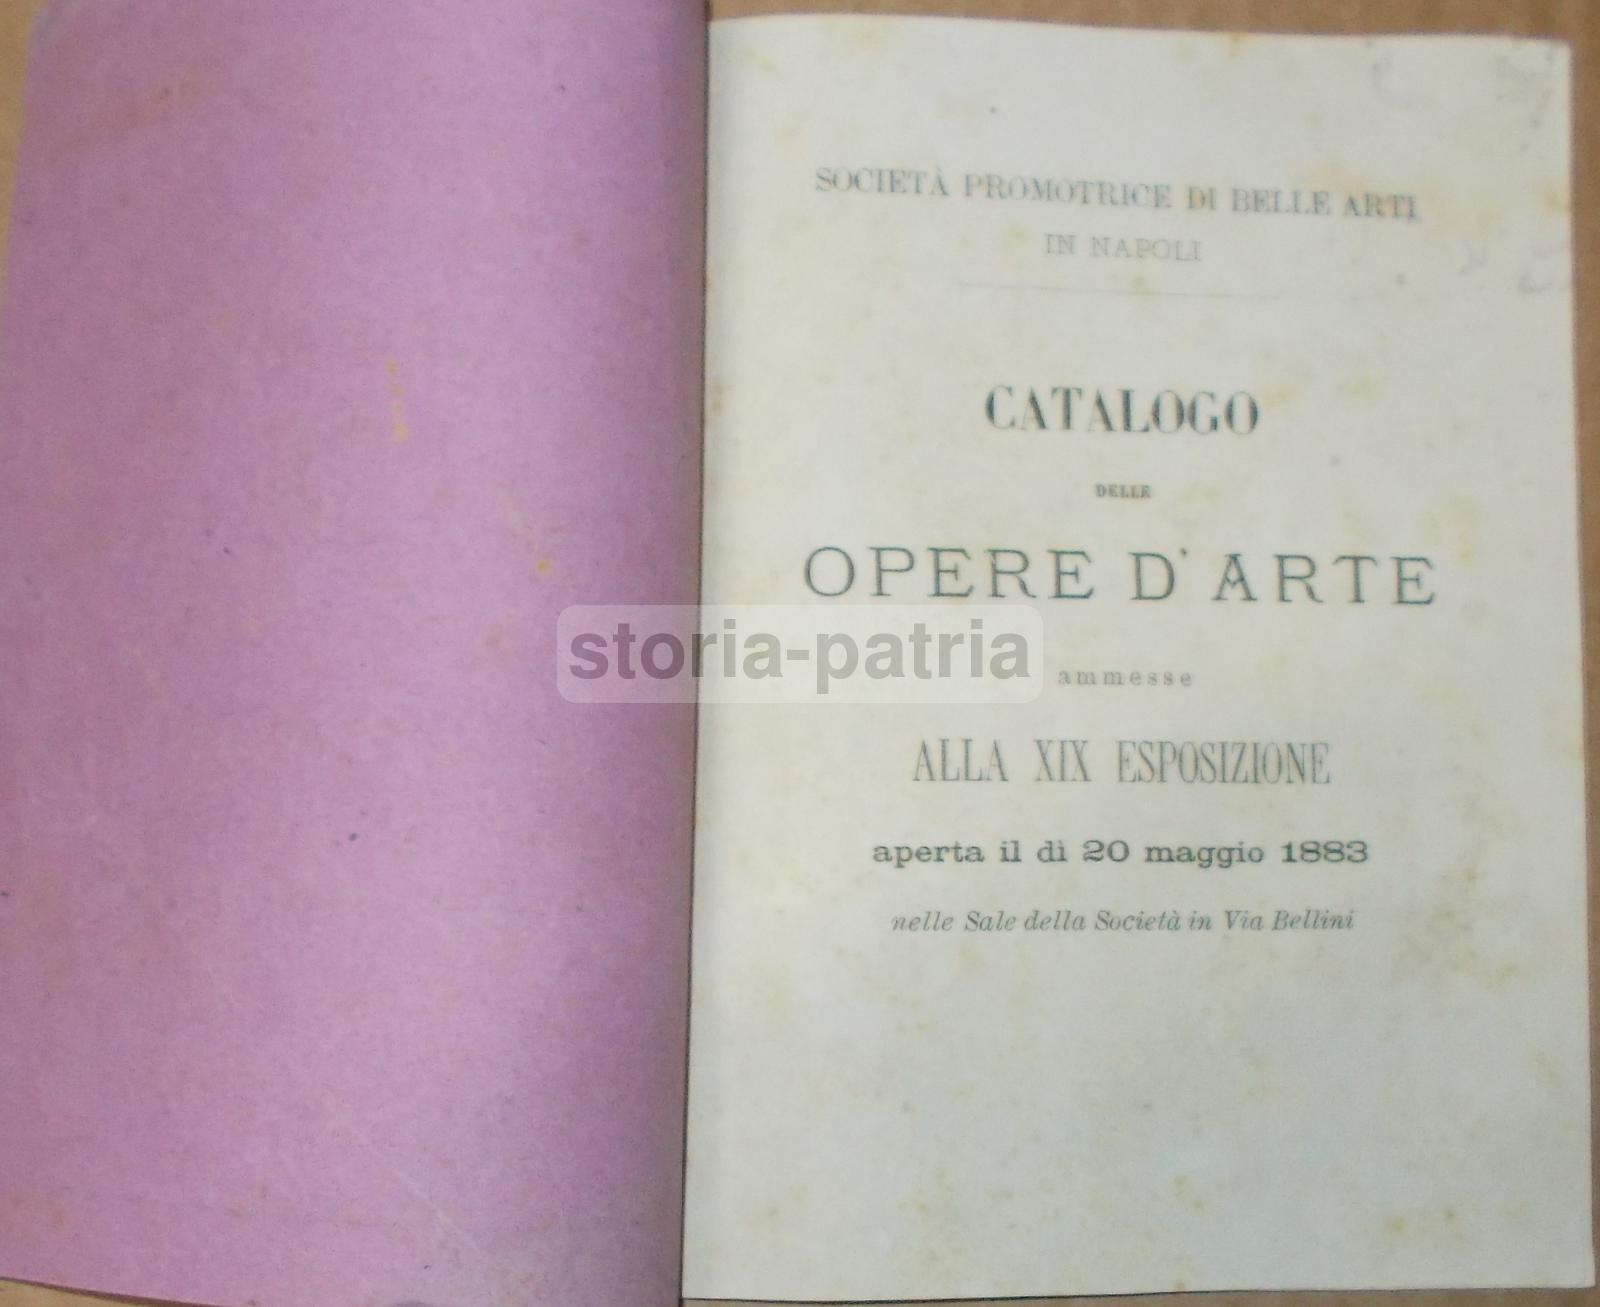 SOCIETÀ PROMOTRICE DI BELLE ARTI
IN NAPOLI
CATALOGO
DELLE
OPERE D'ARTE
storia-patria
ammesse
ALLA XIX ESPOSIZIONE
aperta il dì 20 maggio 1883
nelle Sale della Società in Via Bellini